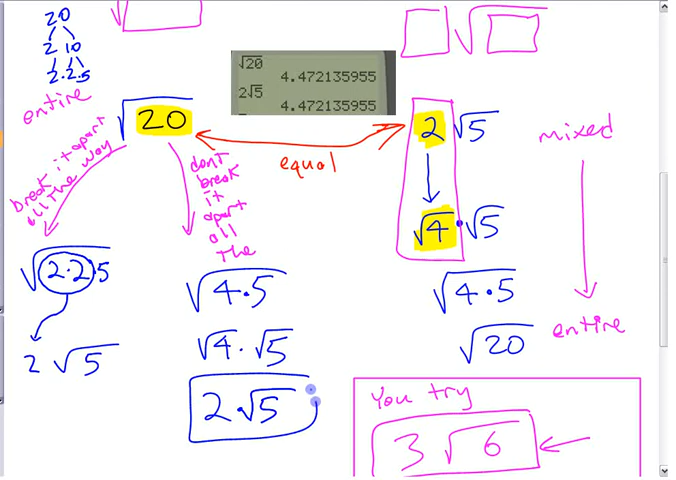 20
2 10
2.2.5
entire
√20
4.472135955
2√5
4.472135955
√20
equal
2√5
mixed
break it apart
all the way
dont
break
it
apart
all
the
√4·√5
√2·2·5
2√5
√4·5
√4·√5
2·√5
√4·5
√20
entire
You try
3√6